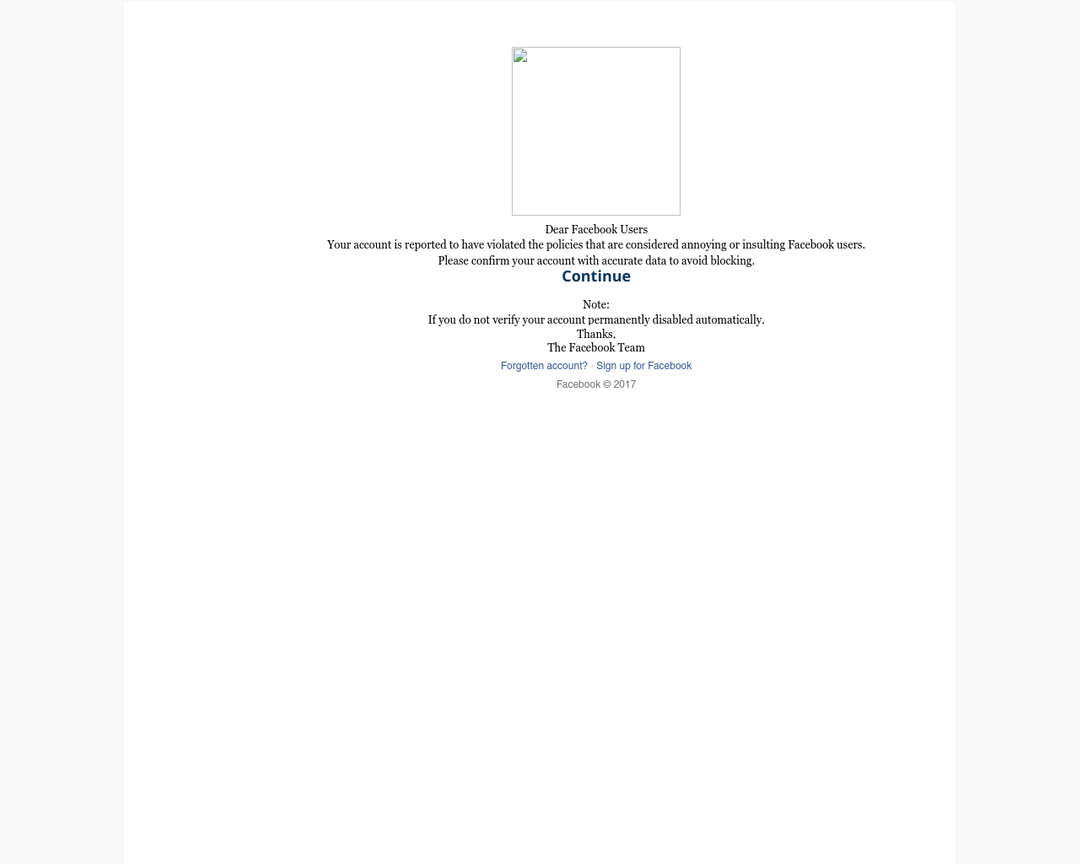 Dear Facebook Users
Your account is reported to have violated the policies that are considered annoying or insulting Facebook users.
Please confirm your account with accurate data to avoid blocking.
Continue
Note:
If you do not verify your account permanently disabled automatically.
Thanks,
The Facebook Team
Forgotten account? · Sign up for Facebook
Facebook © 2017